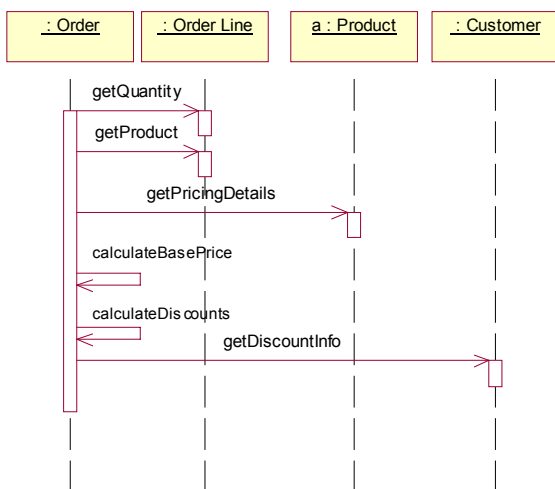 : Order
: Order Line
a : Product
: Customer
getQuantity
getProduct
getPricingDetails
calculateBasePrice
calculateDiscounts
getDiscountInfo